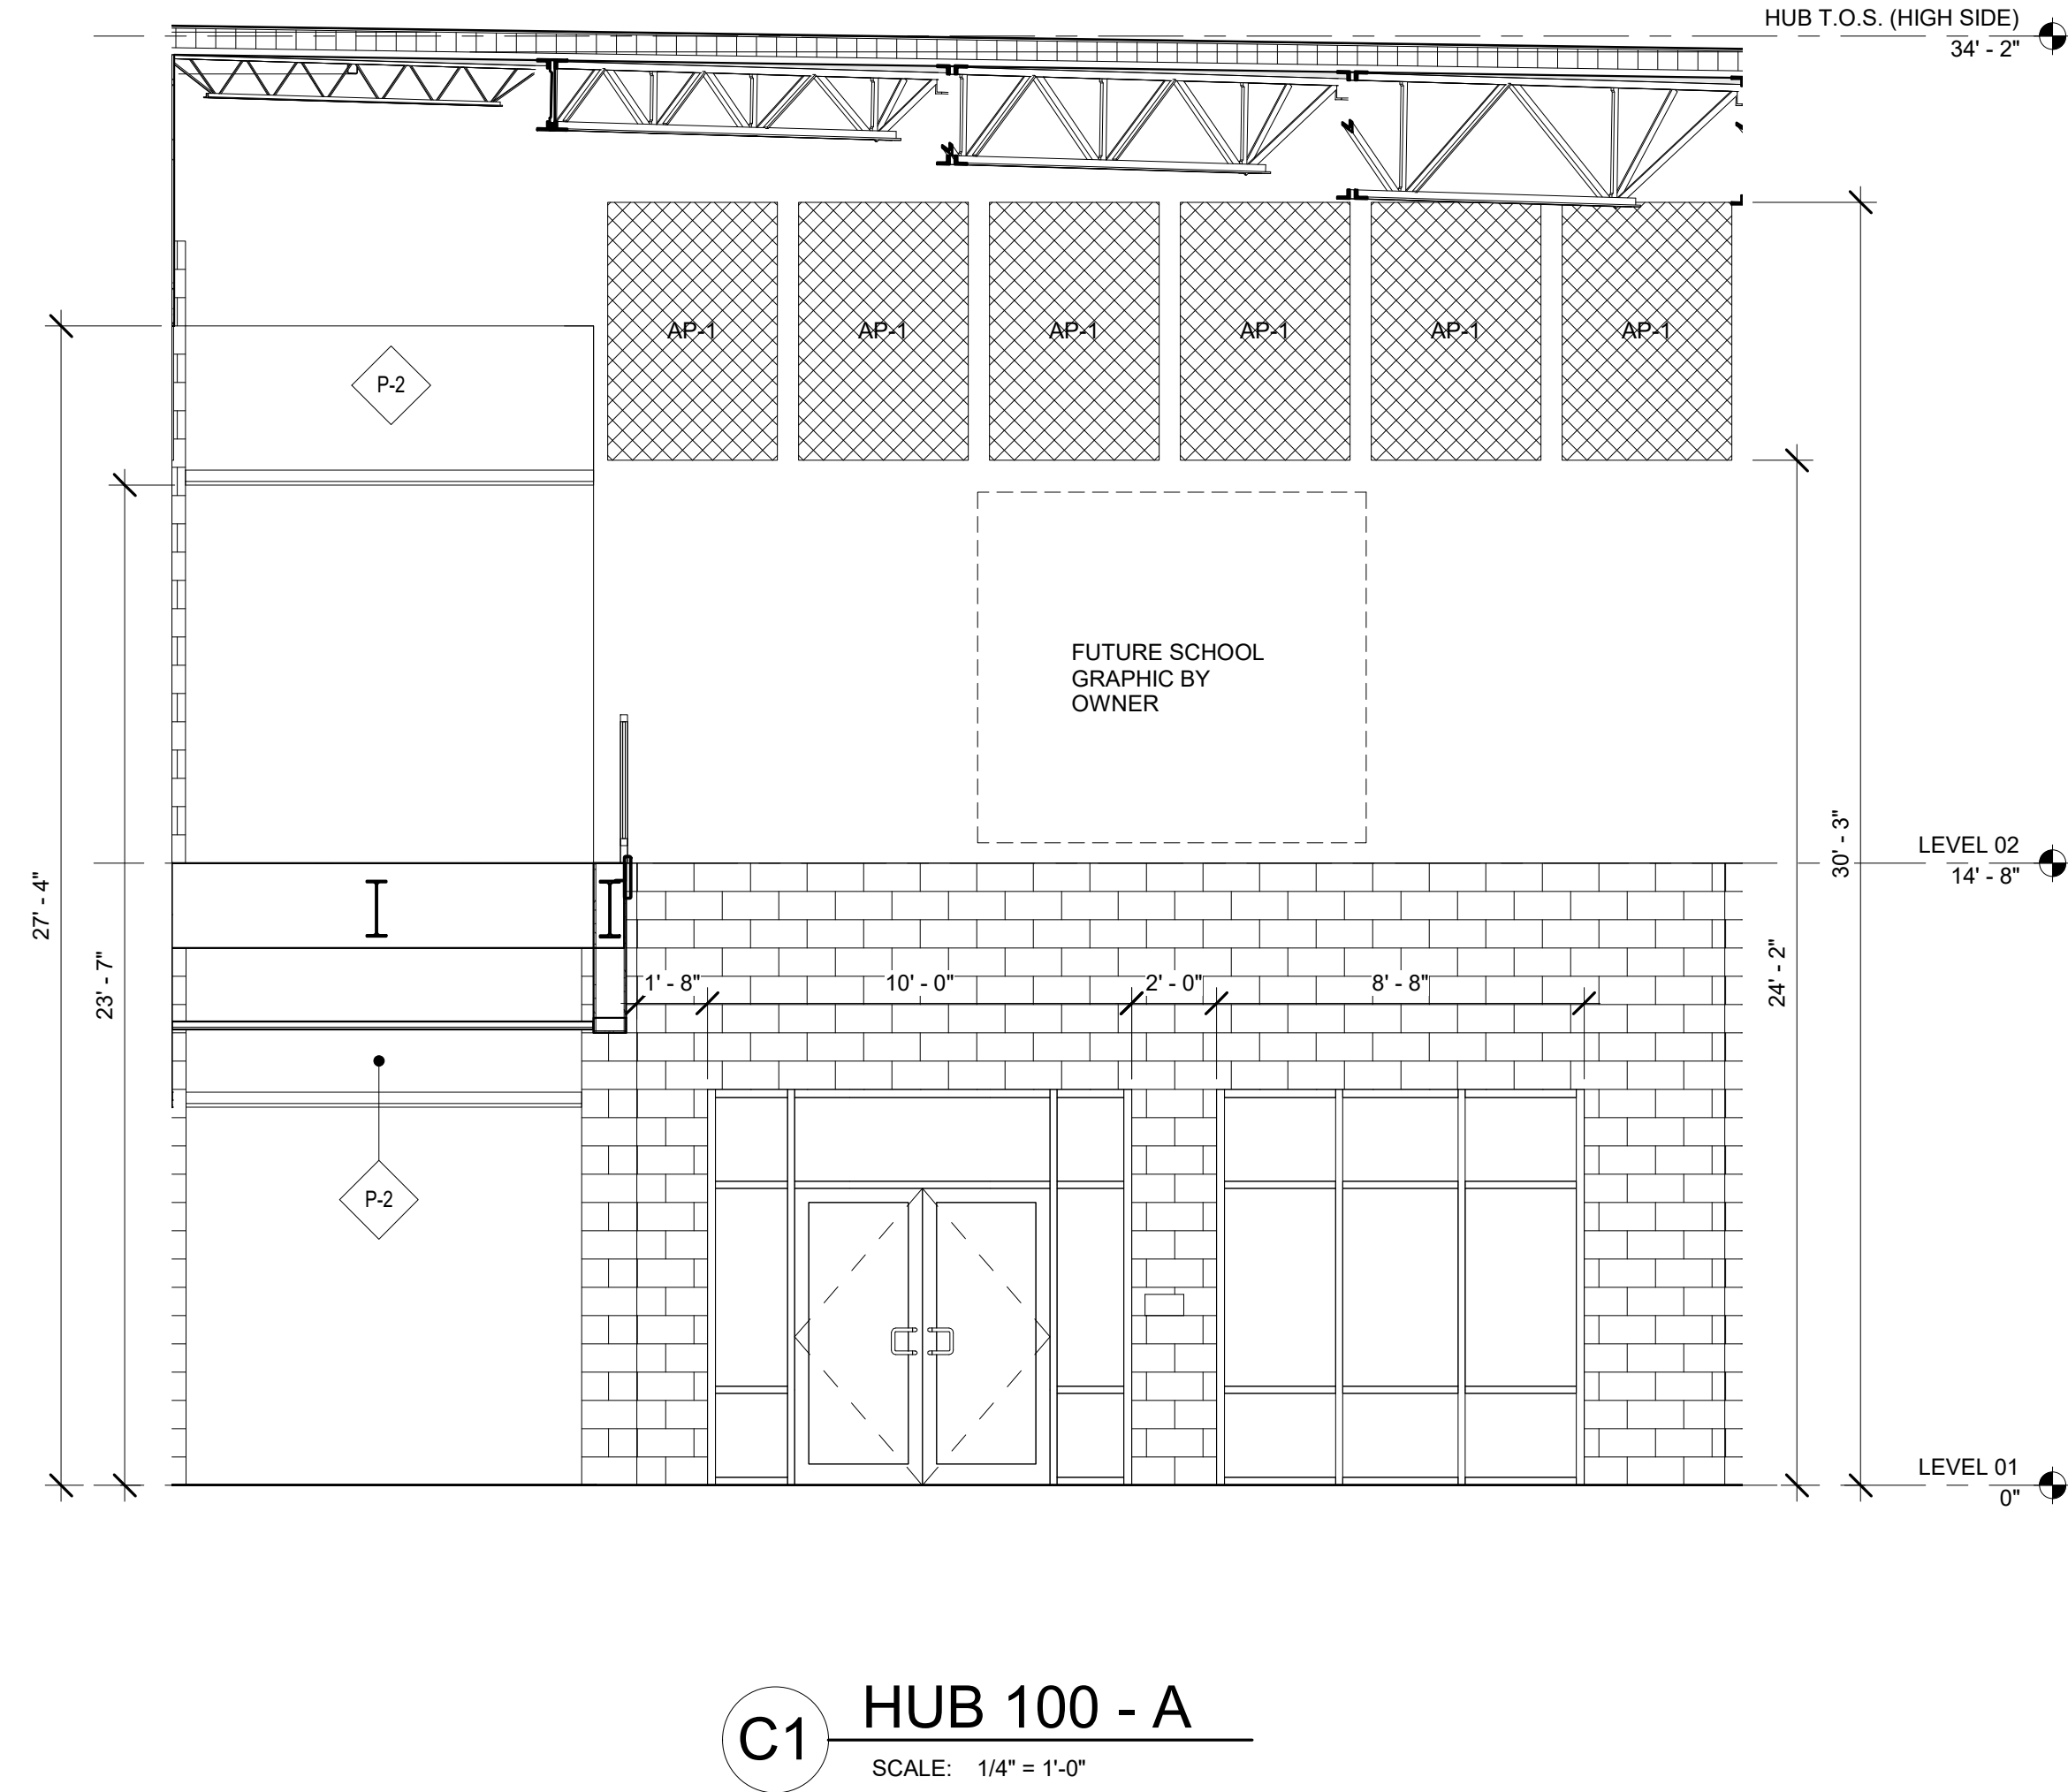 HUB T.O.S. (HIGH SIDE)
34' - 2"
AP-1 AP-1 AP-1 AP-1 AP-1 AP-1
P-2
FUTURE SCHOOL
GRAPHIC BY
OWNER
30' - 3"
LEVEL 02
14' - 8"
27' - 4"
23' - 7"
24' - 2"
1' - 8" 10' - 0" 2' - 0" 8' - 8"
P-2
LEVEL 01
0"
C1 HUB 100 - A
SCALE: 1/4" = 1'-0"